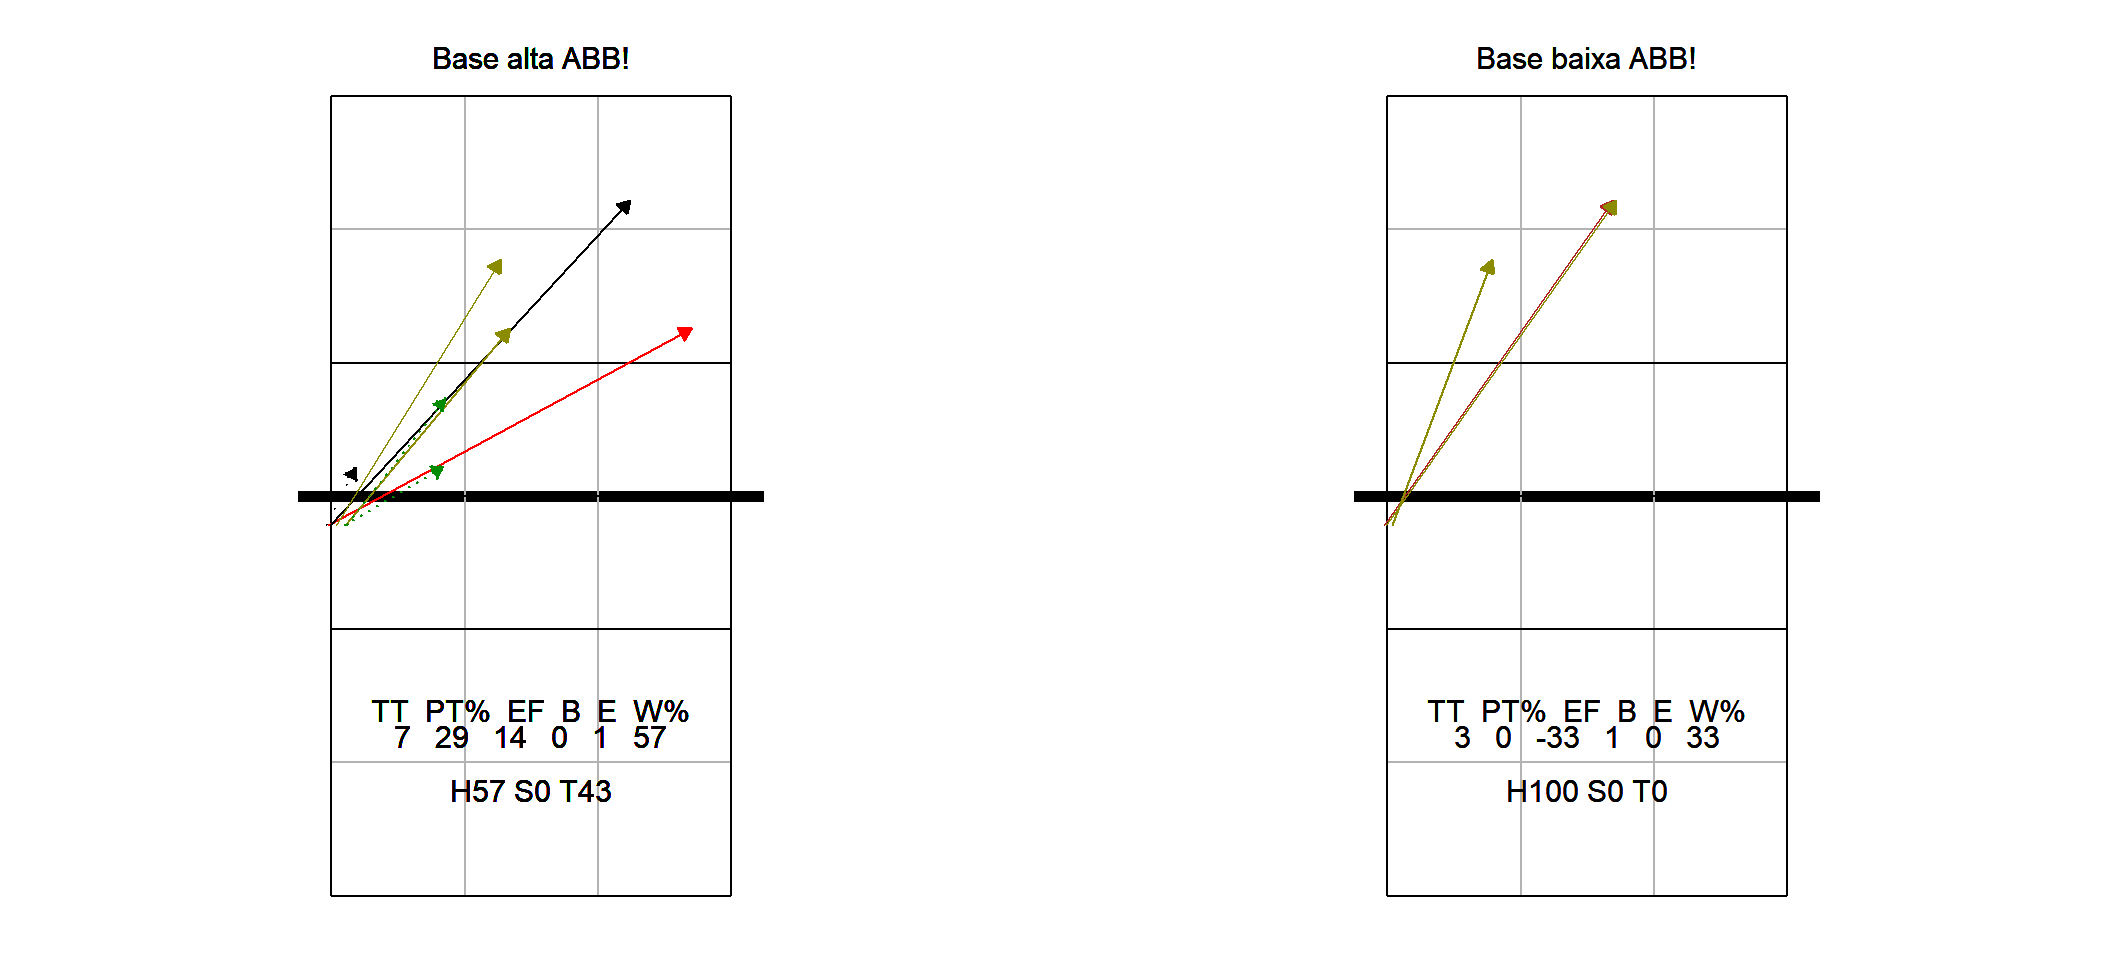 Base alta ABB!
TT PT% EF B E W%
7 29 14 0 1 57
H57 S0 T43
Base baixa ABB!
TT PT% EF B E W%
3 0 -33 1 0 33
H100 S0 T0